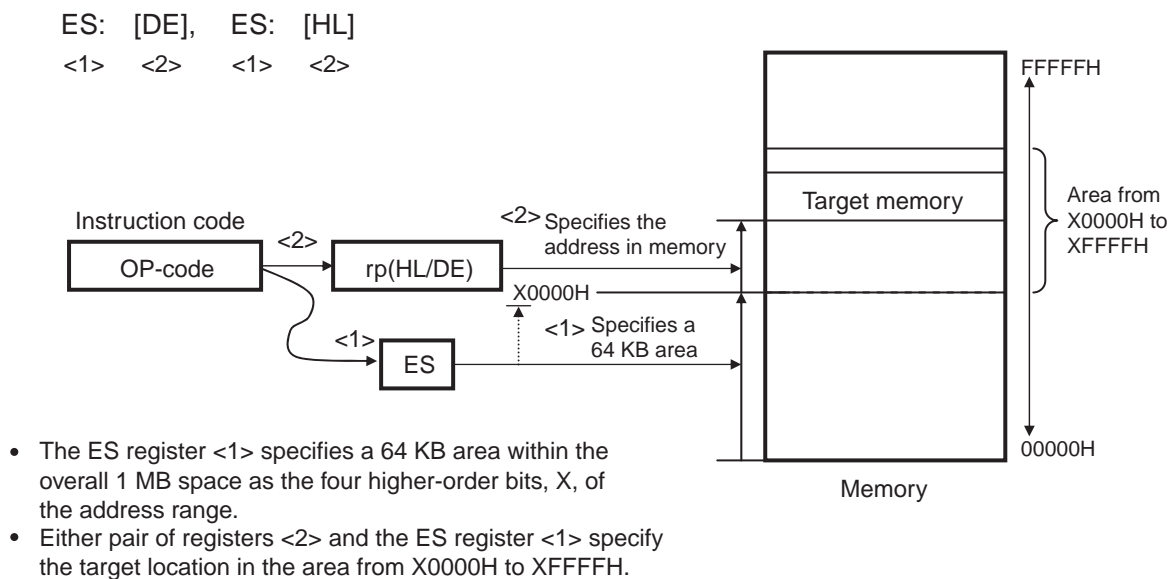 ES: [DE], ES: [HL]
<1> <2> <1> <2>
FFFFFH
Target memory
Area from
X0000H to
XFFFFH
Instruction code
OP-code
<2>
rp(HL/DE)
<2> Specifies the
address in memory
X0000H
<1>
ES
<1> Specifies a
64 KB area
00000H
Memory
• The ES register <1> specifies a 64 KB area within the
overall 1 MB space as the four higher-order bits, X, of
the address range.
• Either pair of registers <2> and the ES register <1> specify
the target location in the area from X0000H to XFFFFH.